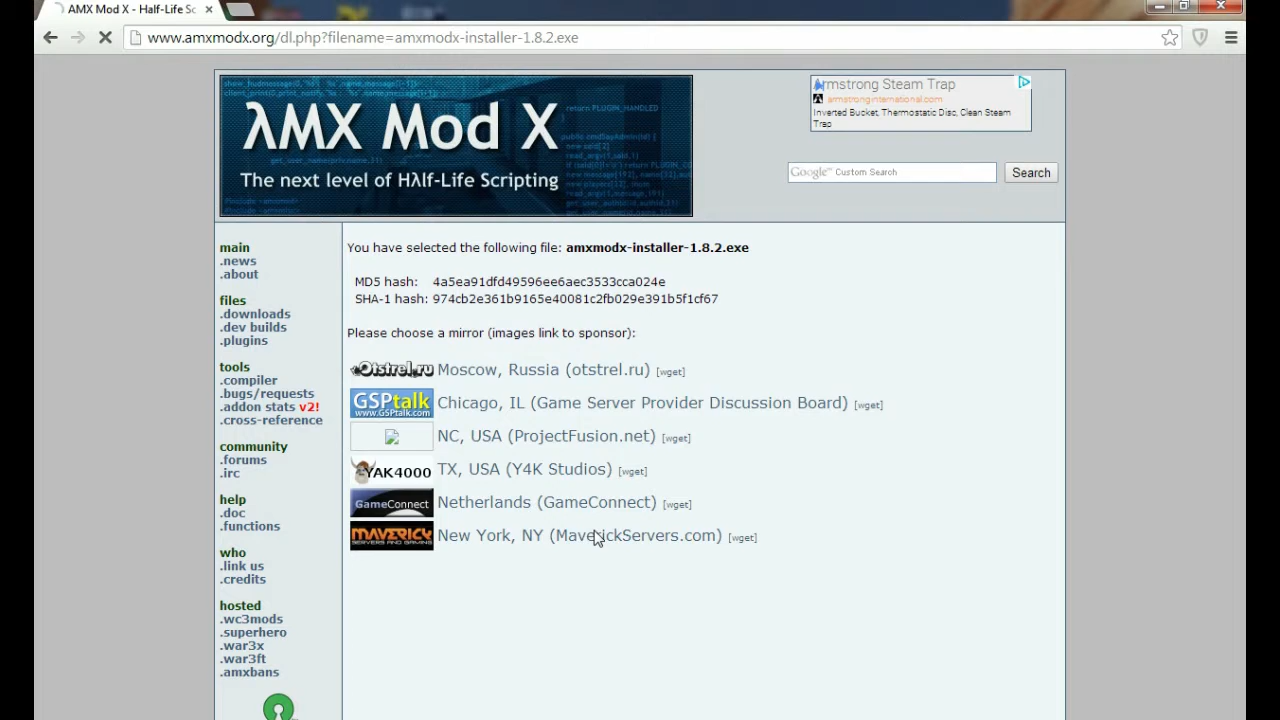 AMX Mod X - Half-Life Sc
www.amxmodx.org/dl.php?filename=amxmodx-installer-1.8.2.exe
λMX Mod X
The next level of Hλlf-Life Scripting
Armstrong Steam Trap
armstronginternational.com
Inverted Bucket, Thermostatic Disc, Clean Steam
Trap
Google™ Custom Search
Search
main
.news
.about
files
.downloads
.dev builds
.plugins
tools
.compiler
.bugs/requests
.addon stats v2!
.cross-reference
community
.forums
.irc
help
.doc
.functions
who
.link us
.credits
hosted
.wc3mods
.superhero
.war3x
.war3ft
.amxbans
You have selected the following file: amxmodx-installer-1.8.2.exe
MD5 hash: 4a5ea91dfd49596ee6aec3533cca024e
SHA-1 hash: 974cb2e361b9165e40081c2fb029e391b5f1cf67
Please choose a mirror (images link to sponsor):
Otstrel.ru Moscow, Russia (otstrel.ru) [wget]
GSPtalk
www.GSPtalk.com
Chicago, IL (Game Server Provider Discussion Board) [wget]
NC, USA (ProjectFusion.net) [wget]
YAK4000 TX, USA (Y4K Studios) [wget]
GameConnect Netherlands (GameConnect) [wget]
MAVERICK
SERVERS AND GAMING
New York, NY (MaverickServers.com) [wget]